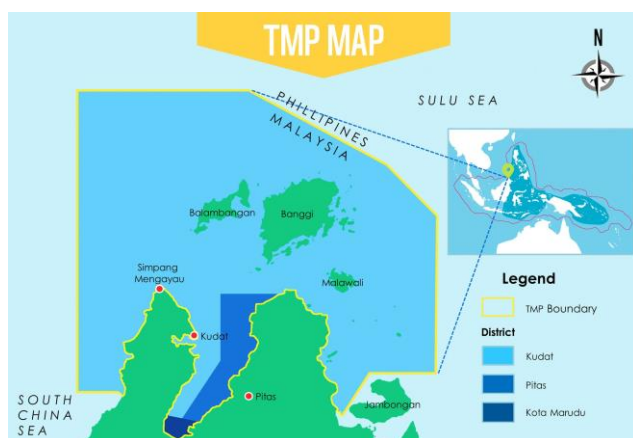 TMP MAP
N
PHILLIPINES
MALAYSIA
SULU SEA
Balambangan
Banggi
Simpang
Mengayau
Malawali
Kudat
Pitas
Jambongan
SOUTH
CHINA
SEA
Legend
TMP Boundary
District
Kudat
Pitas
Kota Marudu